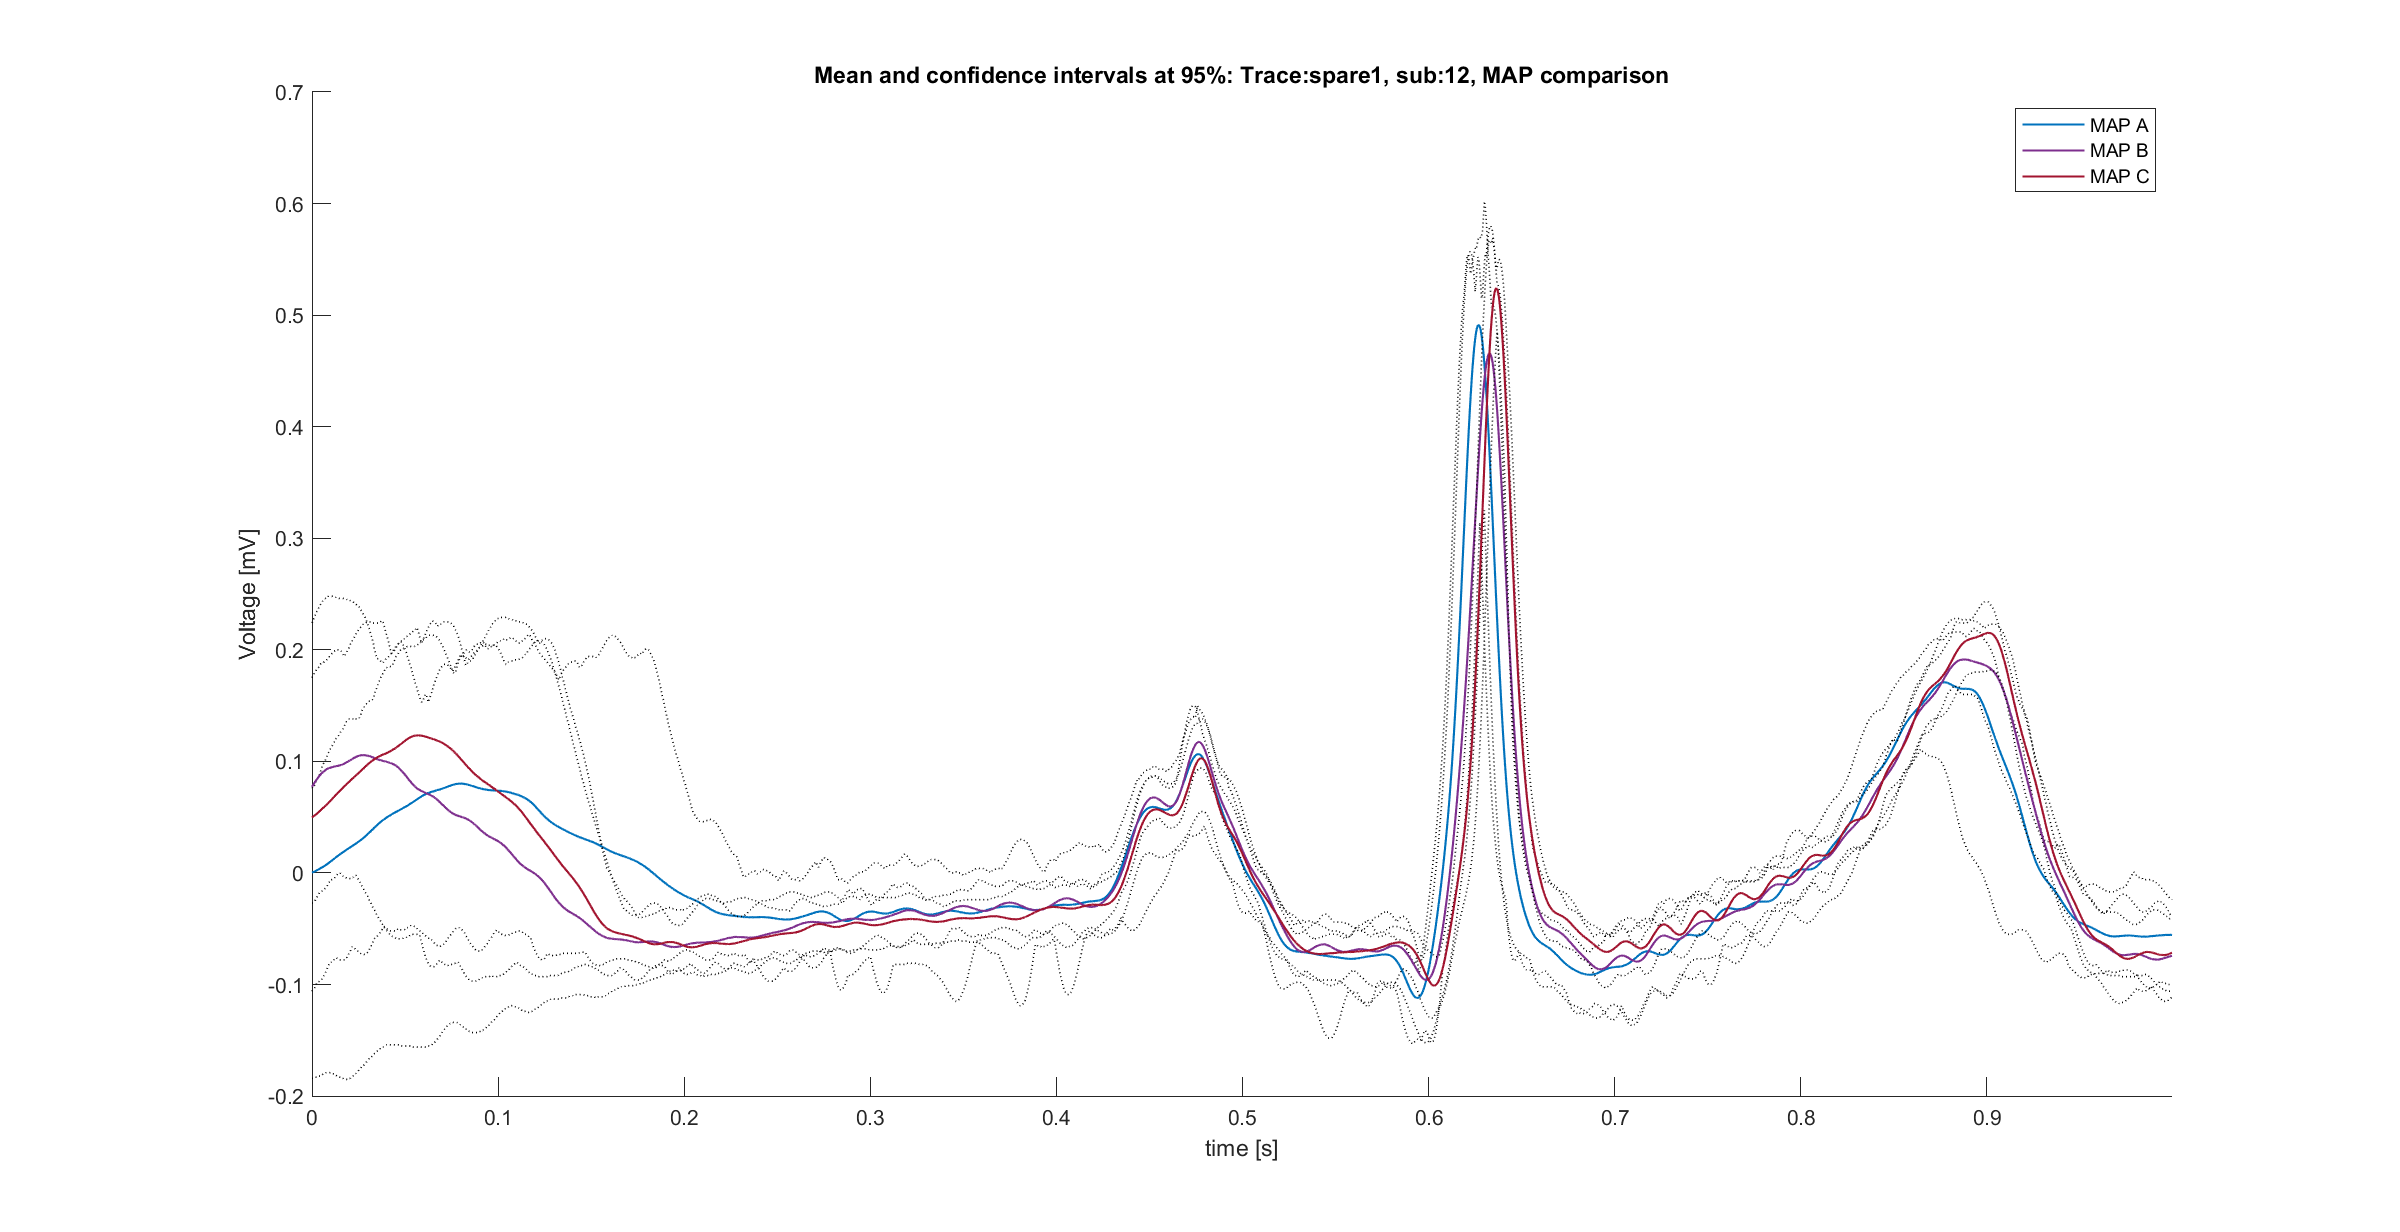 Mean and confidence intervals at 95%: Trace:spare1, sub:12, MAP comparison
MAP A
MAP B
MAP C
Voltage [mV]
0.7
0.6
0.5
0.4
0.3
0.2
0.1
0
-0.1
-0.2
0 0.1 0.2 0.3 0.4 0.5 0.6 0.7 0.8 0.9
time [s]